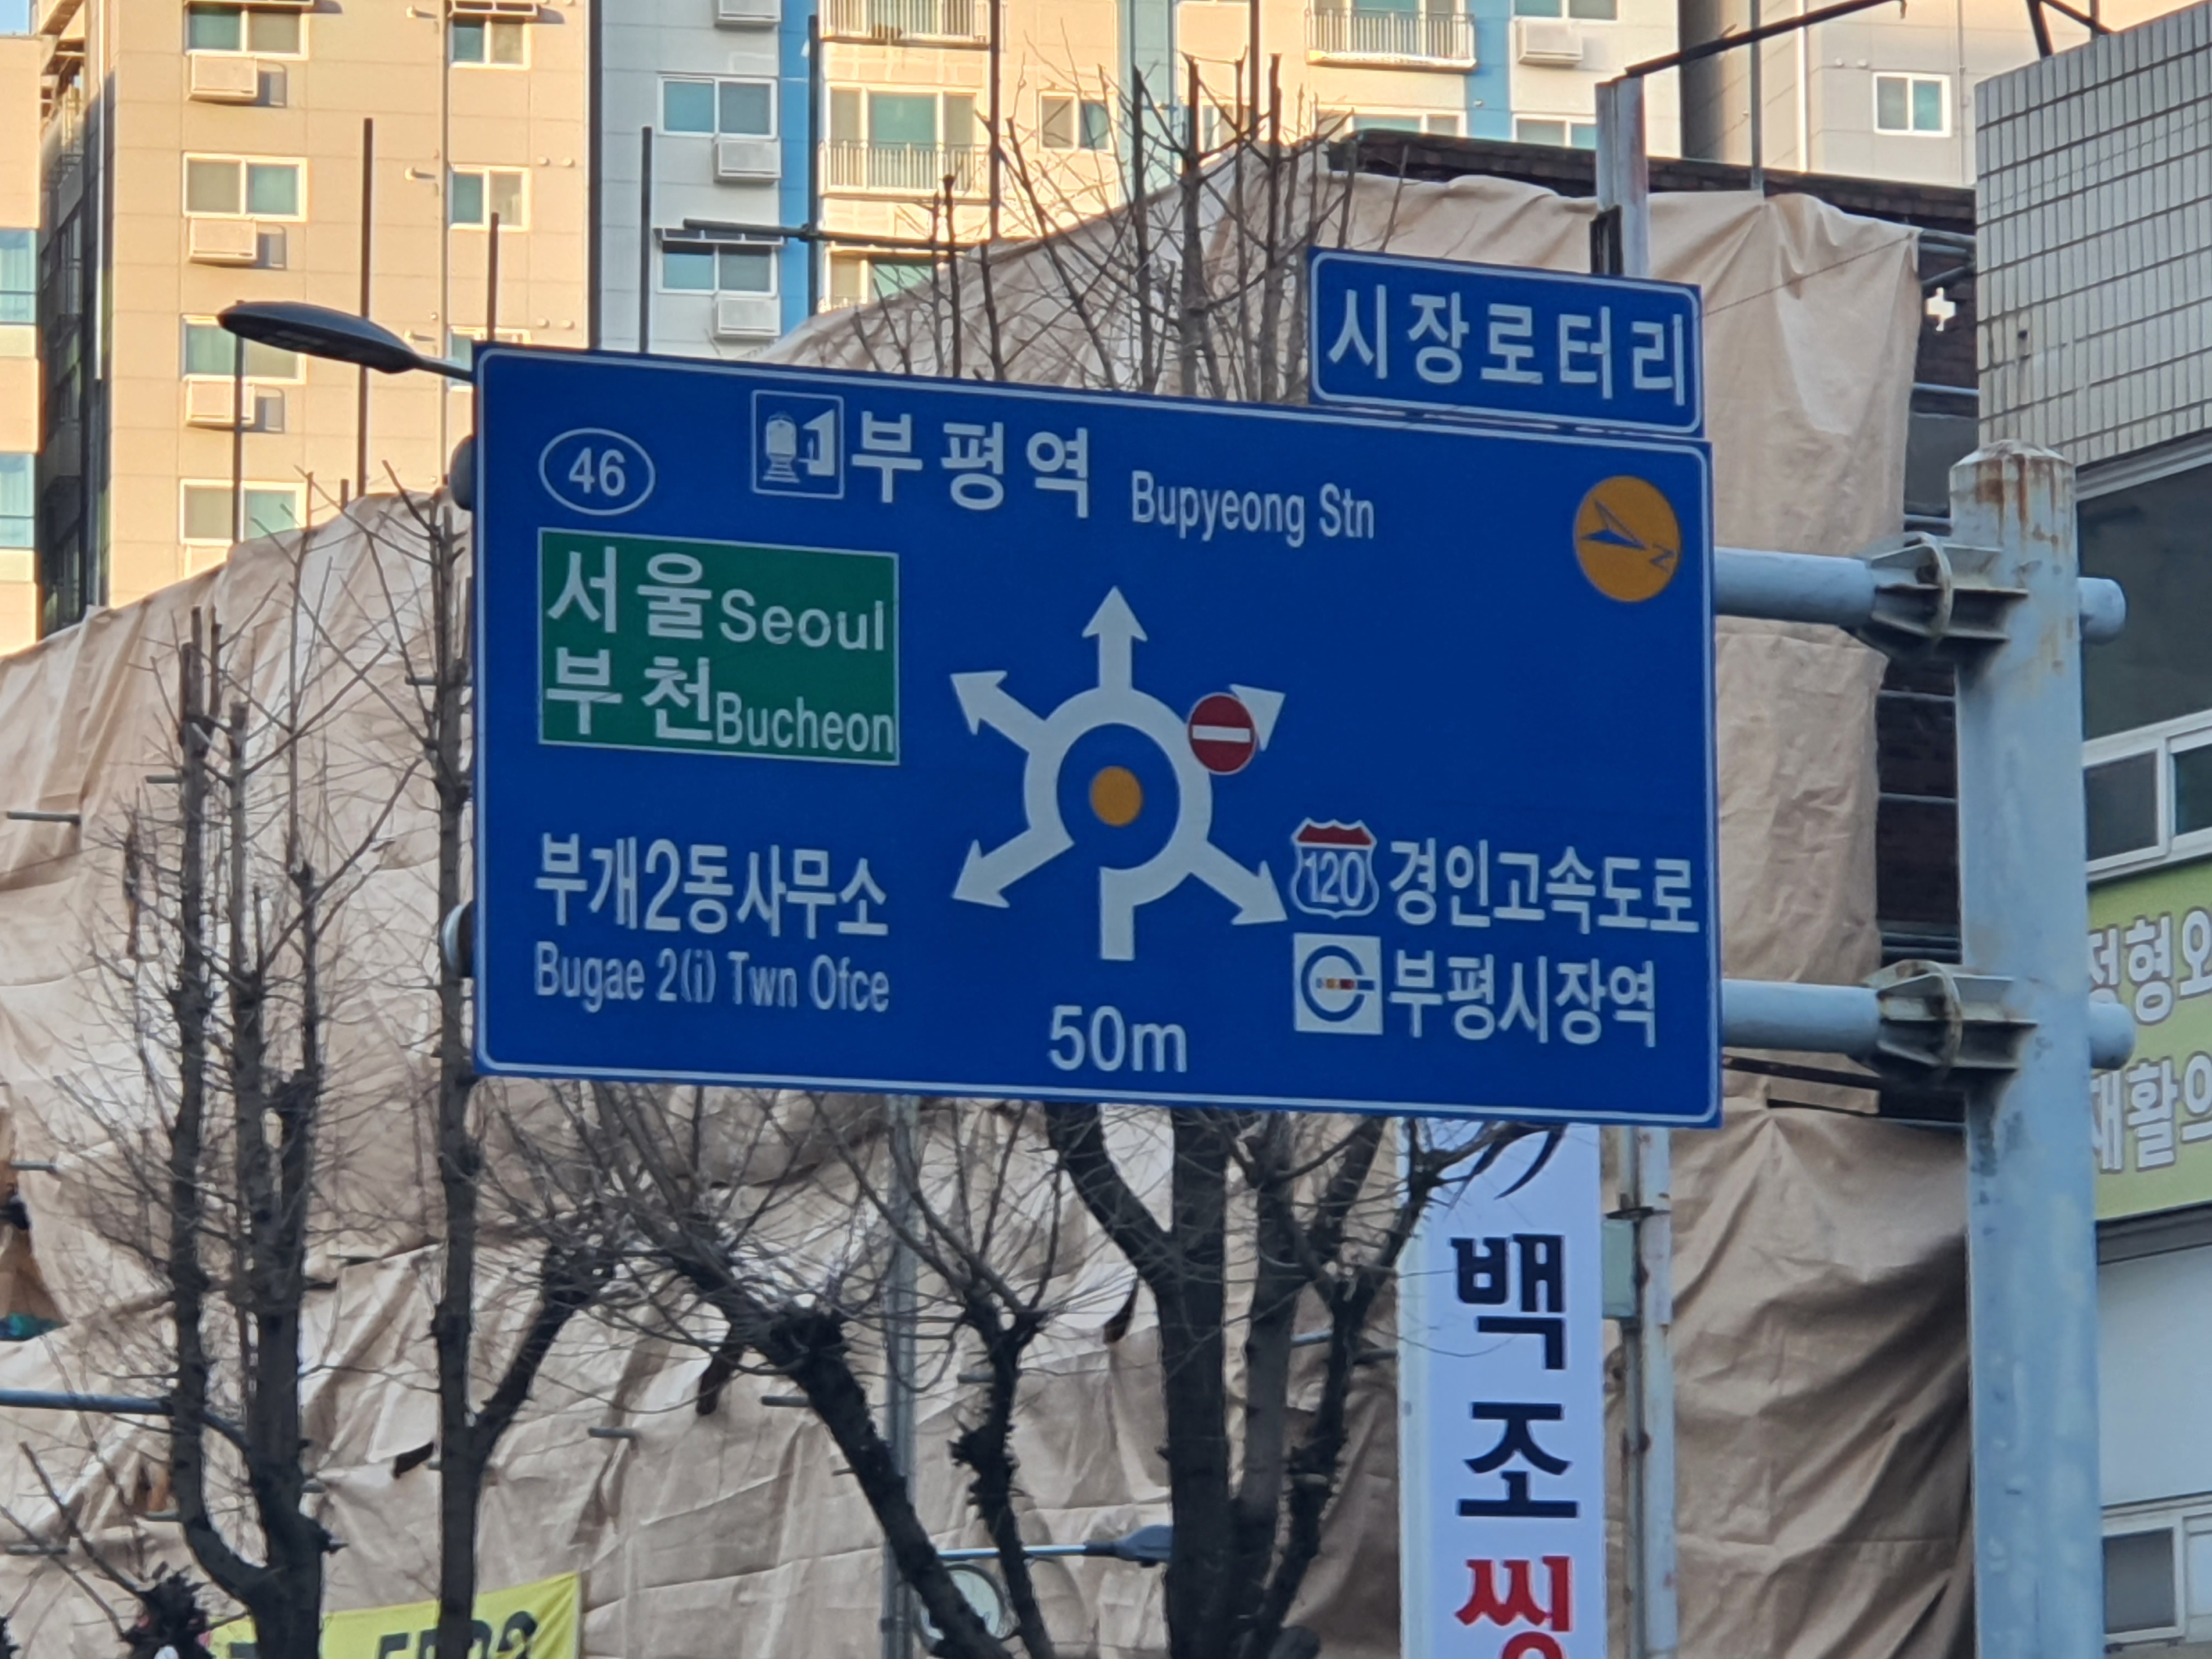 시장로터리
46
부평역 Bupyeong Stn
N
서울 Seoul
부천 Bucheon
부개2동사무소
Bugae 2(i) Twn Ofce
120 경인고속도로
부평시장역
50m
백
조
씽